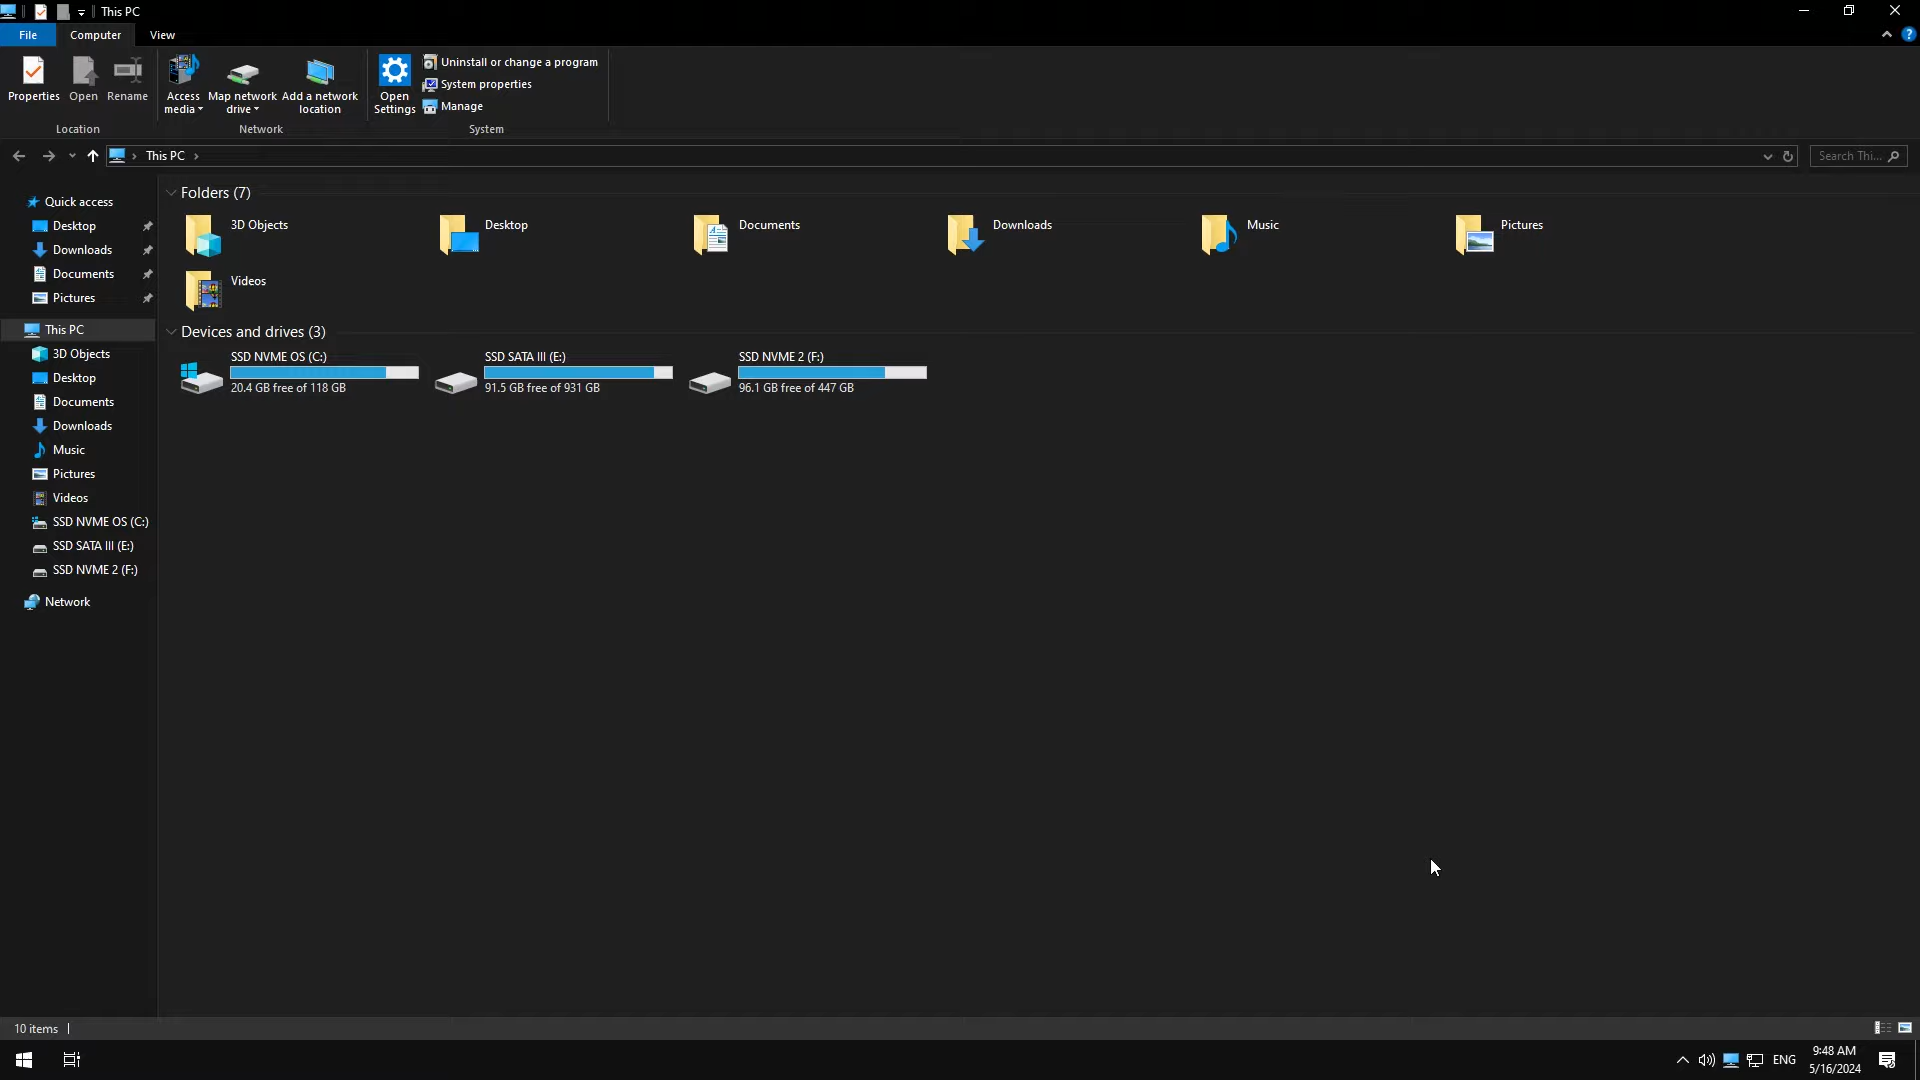 This PC
File
Computer
View
Properties
Open
Rename
Access
media
Map network
drive
Add a network
location
Open
Settings
Uninstall or change a program
System properties
Manage
Location
Network
System
This PC
Search Thi...
Quick access
Desktop
Downloads
Documents
Pictures
This PC
3D Objects
Desktop
Documents
Downloads
Music
Pictures
Videos
SSD NVME OS (C:)
SSD SATA III (E:)
SSD NVME 2 (F:)
Network
Folders (7)
3D Objects
Desktop
Documents
Downloads
Music
Pictures
Videos
Devices and drives (3)
SSD NVME OS (C:)
20.4 GB free of 118 GB
SSD SATA III (E:)
91.5 GB free of 931 GB
SSD NVME 2 (F:)
96.1 GB free of 447 GB
10 items
ENG
9:48 AM
5/16/2024